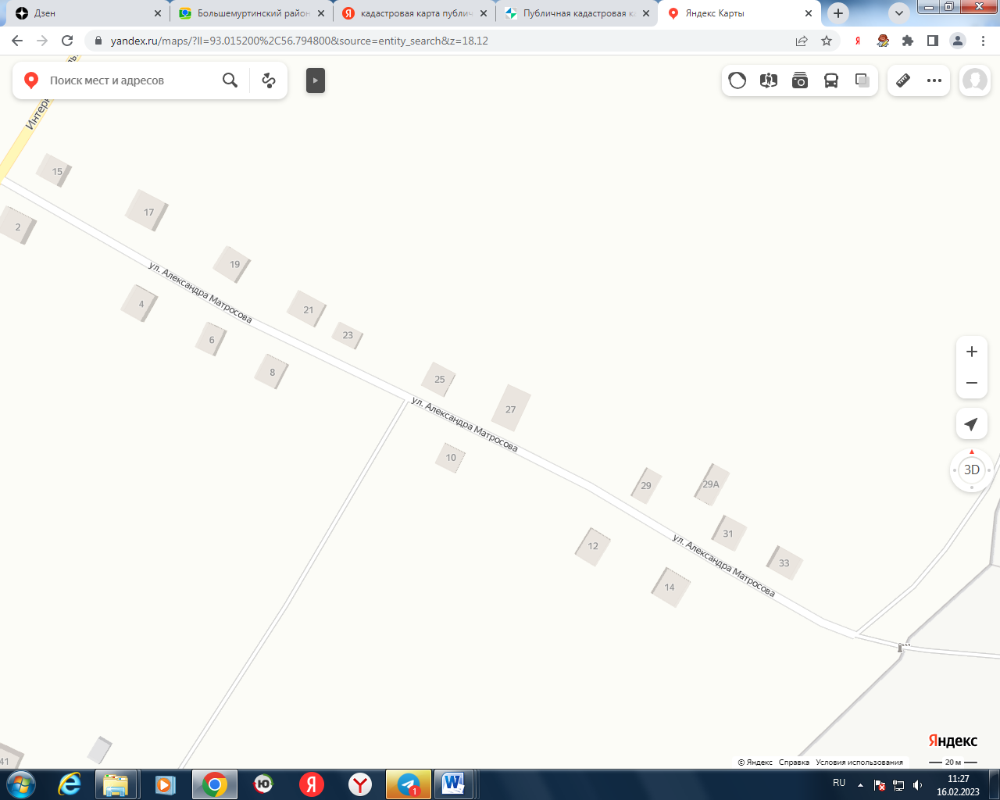 Дзен
Большемуртинский район
кадастровая карта публич
Публичная кадастровая ка
Яндекс Карты
yandex.ru/maps/?ll=93.015200%2C56.794800&source=entity_search&z=18.12
Поиск мест и адресов
Интерн
15
17
2
19
ул. Александра Матросова
4
21
23
6
8
25
27
ул. Александра Матросова
10
29
29А
31
12
ул. Александра Матросова
33
14
3D
41
Яндекс
© Яндекс Справка Условия использования
20 м
RU
11:27
16.02.2023
1